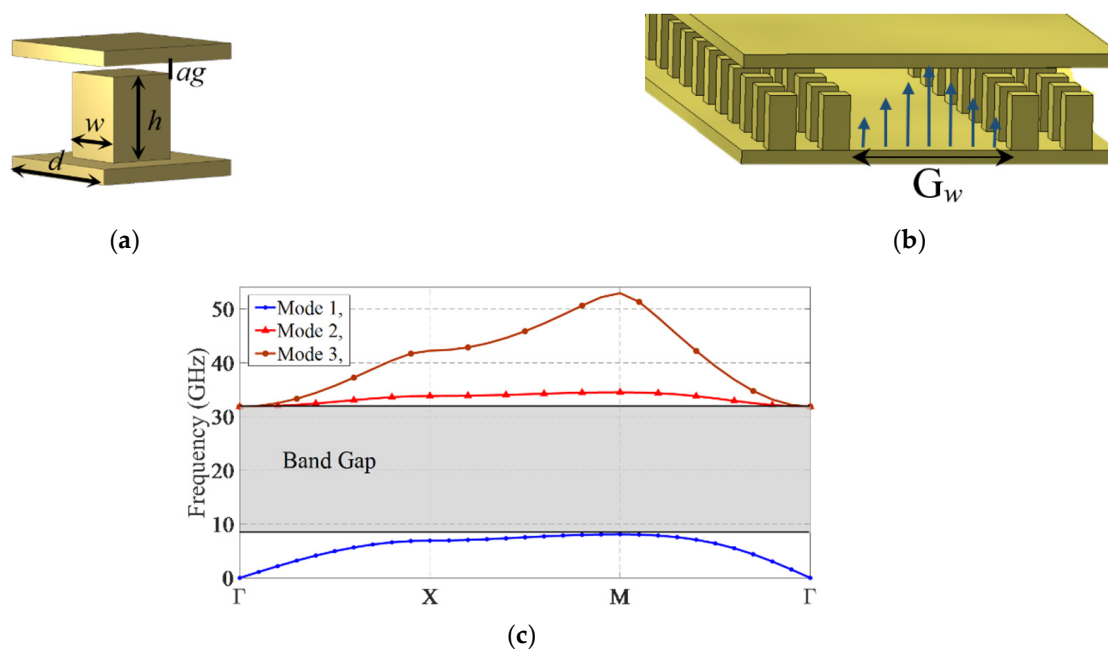 ag
w
h
d
(a)
Gw
(b)
Frequency (GHz)
50
40
30
20
10
0
Mode 1,
Mode 2,
Mode 3,
Band Gap
Γ X M Γ
(c)